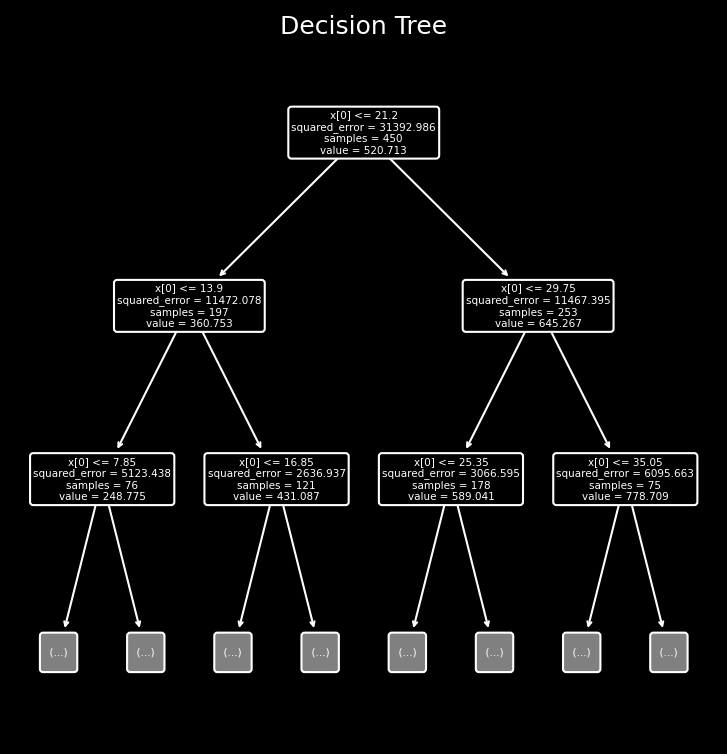 Decision Tree
x[0] <= 21.2
squared_error = 31392.986
samples = 450
value = 520.713
x[0] <= 13.9
squared_error = 11472.078
samples = 197
value = 360.753
x[0] <= 29.75
squared_error = 11467.395
samples = 253
value = 645.267
x[0] <= 7.85
squared_error = 5123.438
samples = 76
value = 248.775
x[0] <= 16.85
squared_error = 2636.937
samples = 121
value = 431.087
x[0] <= 25.35
squared_error = 3066.595
samples = 178
value = 589.041
x[0] <= 35.05
squared_error = 6095.663
samples = 75
value = 778.709
(...)
(...)
(...)
(...)
(...)
(...)
(...)
(...)